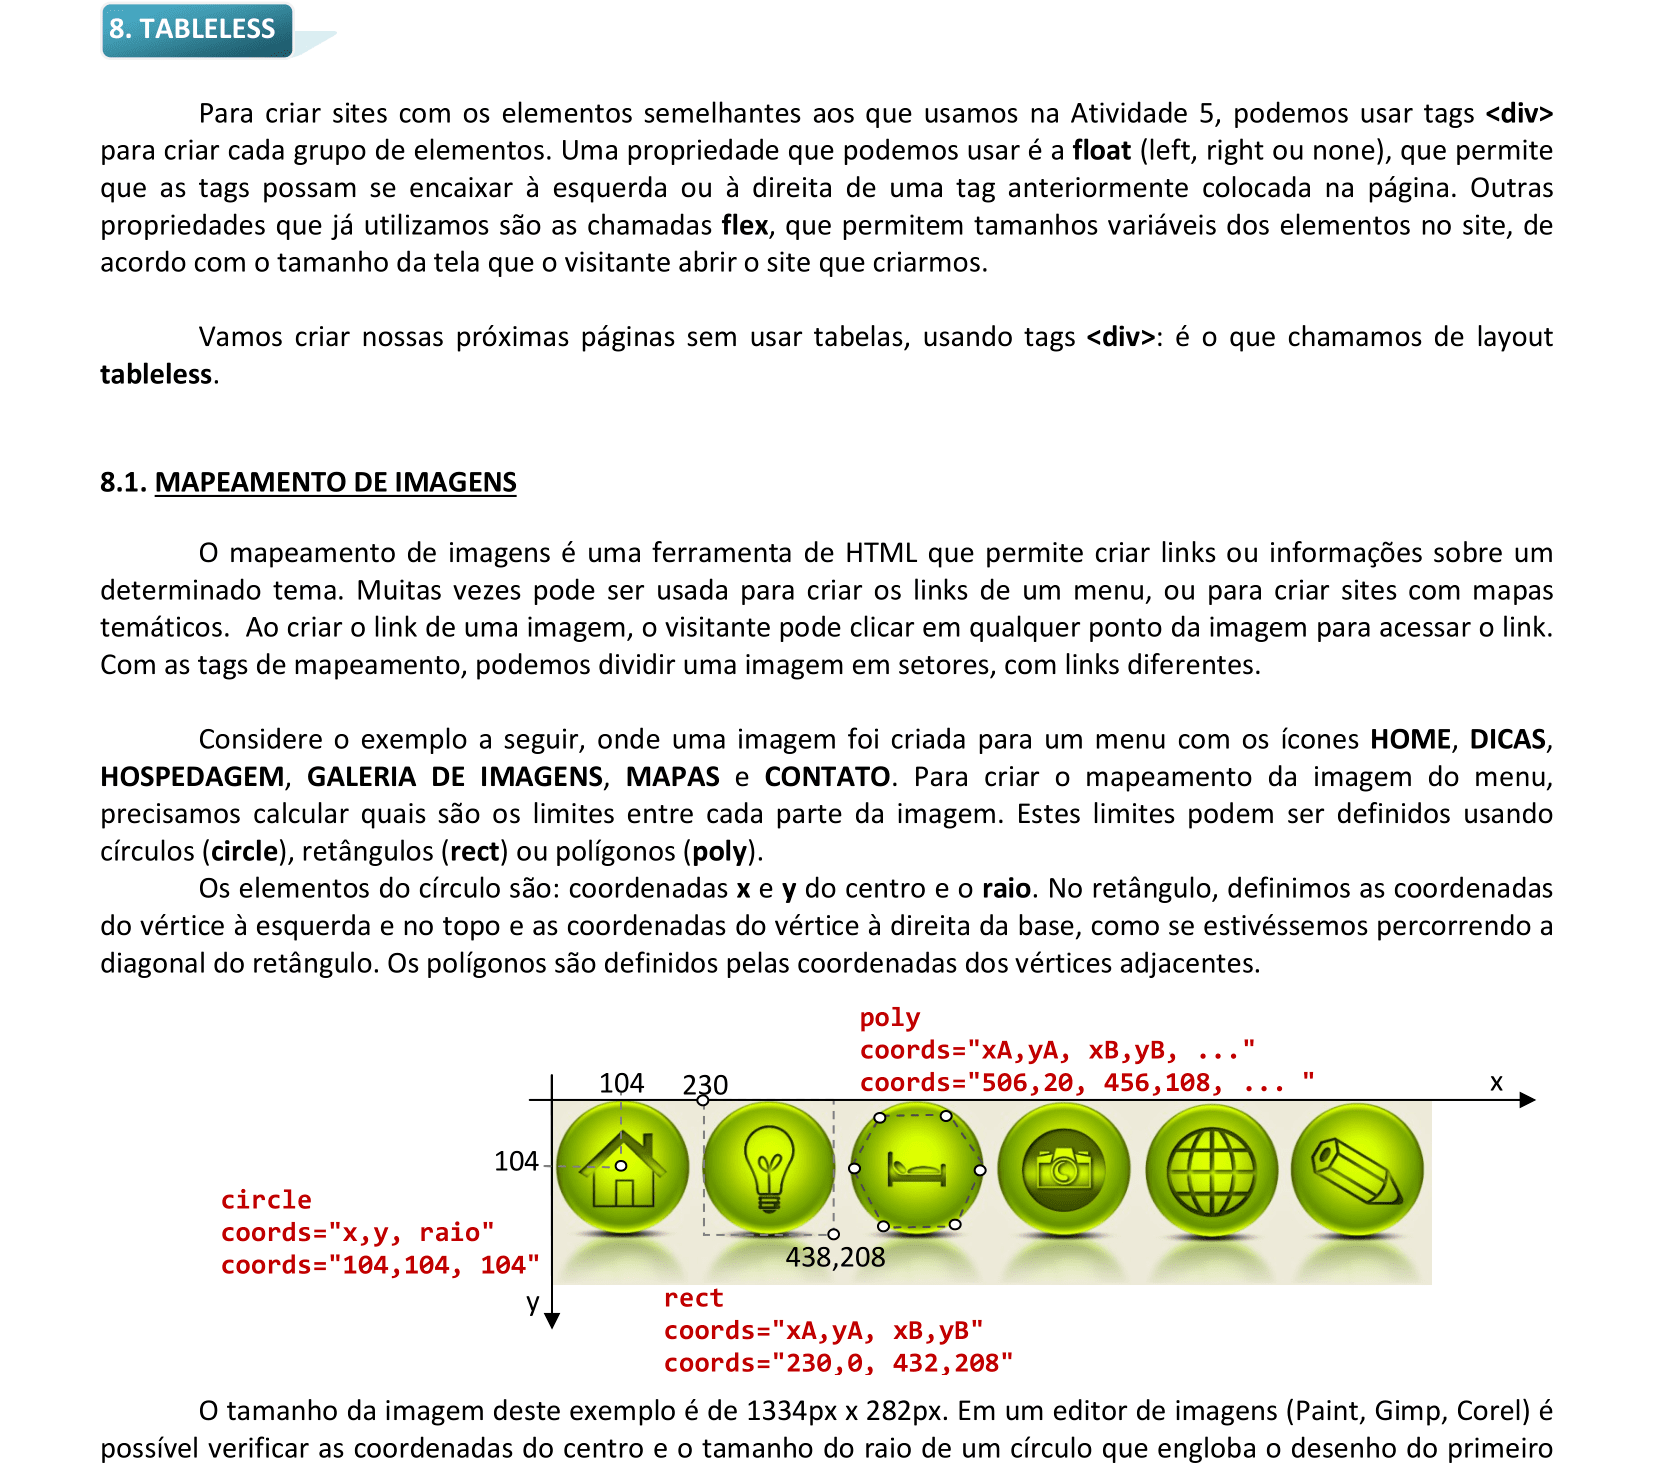 8. TABLELESS
Para criar sites com os elementos semelhantes aos que usamos na Atividade 5, podemos usar tags <div>
para criar cada grupo de elementos. Uma propriedade que podemos usar é a float (left, right ou none), que permite
que as tags possam se encaixar à esquerda ou à direita de uma tag anteriormente colocada na página. Outras
propriedades que já utilizamos são as chamadas flex, que permitem tamanhos variáveis dos elementos no site, de
acordo com o tamanho da tela que o visitante abrir o site que criarmos.
Vamos criar nossas próximas páginas sem usar tabelas, usando tags <div>: é o que chamamos de layout
tableless.
8.1. MAPEAMENTO DE IMAGENS
O mapeamento de imagens é uma ferramenta de HTML que permite criar links ou informações sobre um
determinado tema. Muitas vezes pode ser usada para criar os links de um menu, ou para criar sites com mapas
temáticos. Ao criar o link de uma imagem, o visitante pode clicar em qualquer ponto da imagem para acessar o link.
Com as tags de mapeamento, podemos dividir uma imagem em setores, com links diferentes.
Considere o exemplo a seguir, onde uma imagem foi criada para um menu com os ícones HOME, DICAS,
HOSPEDAGEM, GALERIA DE IMAGENS, MAPAS e CONTATO. Para criar o mapeamento da imagem do menu,
precisamos calcular quais são os limites entre cada parte da imagem. Estes limites podem ser definidos usando
círculos (circle), retângulos (rect) ou polígonos (poly).
Os elementos do círculo são: coordenadas x e y do centro e o raio. No retângulo, definimos as coordenadas
do vértice à esquerda e no topo e as coordenadas do vértice à direita da base, como se estivéssemos percorrendo a
diagonal do retângulo. Os polígonos são definidos pelas coordenadas dos vértices adjacentes.
poly
coords="xA,yA, xB,yB, ..."
coords="506,20, 456,108, ... "
104
230
x
104
circle
coords="x,y, raio"
coords="104,104, 104"
438,208
y
rect
coords="xA,yA, xB,yB"
coords="230,0, 432,208"
O tamanho da imagem deste exemplo é de 1334px x 282px. Em um editor de imagens (Paint, Gimp, Corel) é
possível verificar as coordenadas do centro e o tamanho do raio de um círculo que engloba o desenho do primeiro